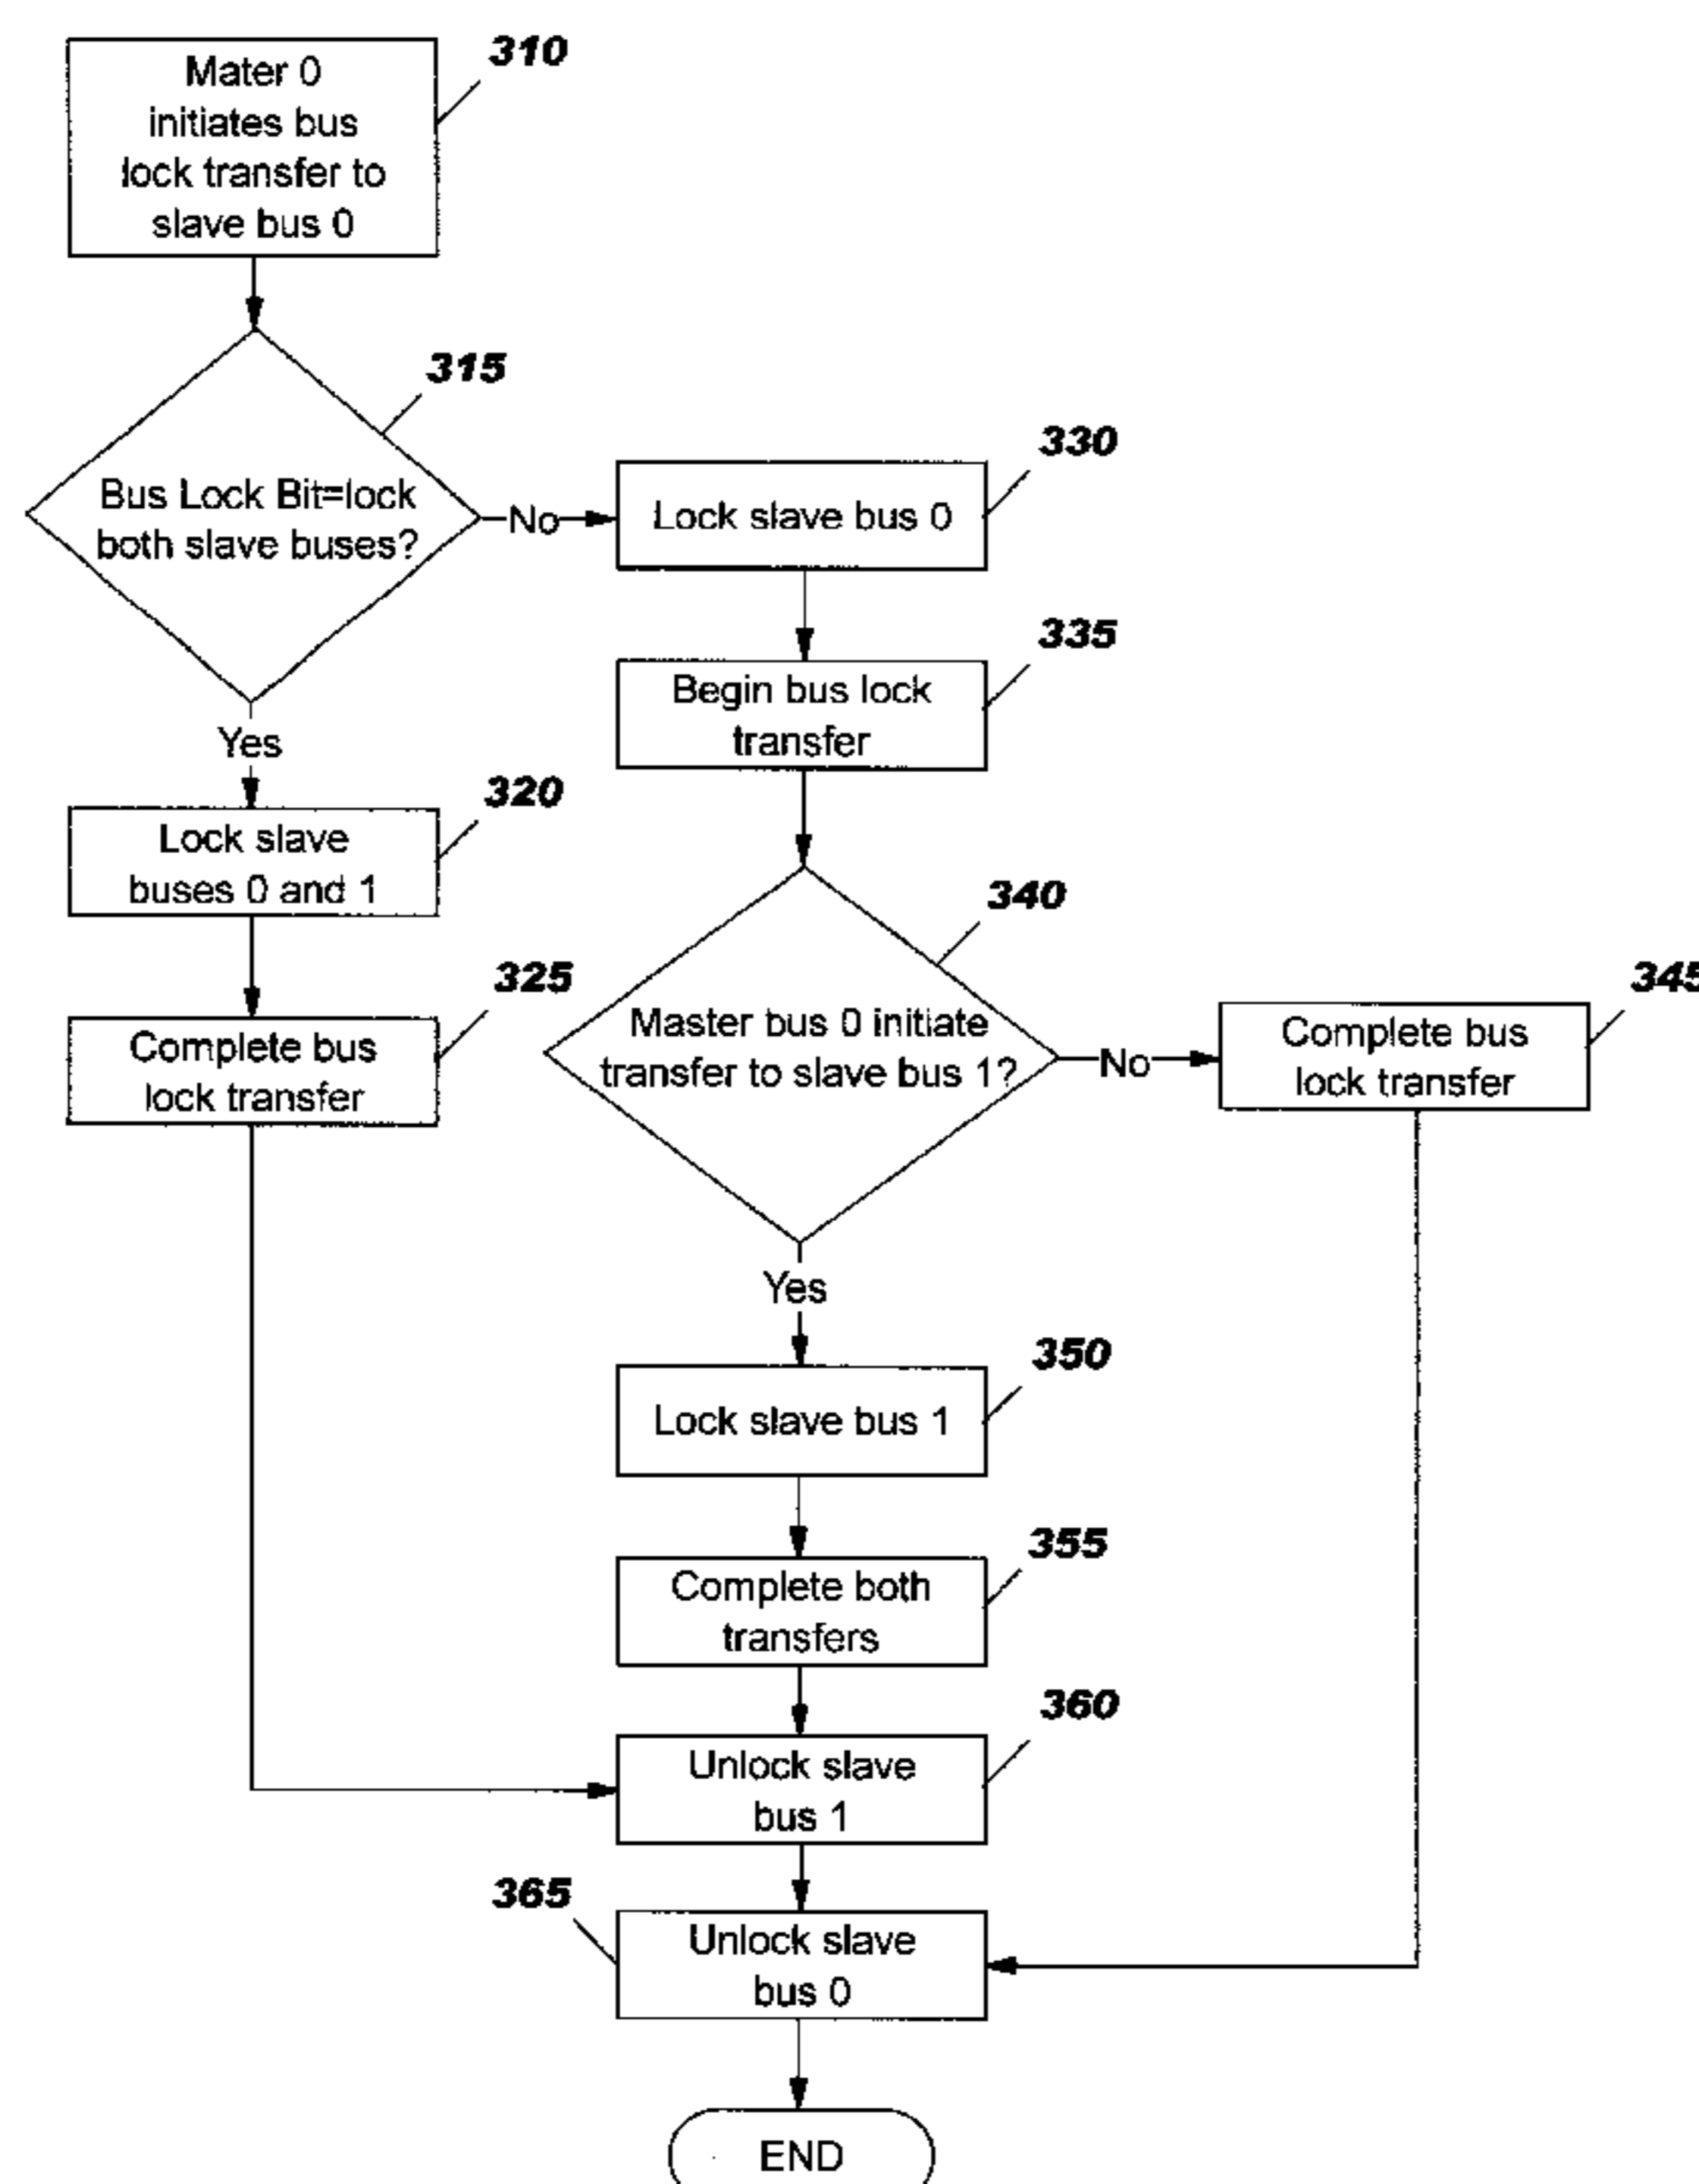 Mater 0
initiates bus
lock transfer to
slave bus 0
310
315
Bus Lock Bit=lock
both slave buses?
No
Yes
330
Lock slave bus 0
335
Begin bus lock
transfer
320
Lock slave
buses 0 and 1
325
Complete bus
lock transfer
340
Master bus 0 initiate
transfer to slave bus 1?
No
Yes
345
Complete bus
lock transfer
350
Lock slave bus 1
355
Complete both
transfers
360
Unlock slave
bus 1
365
Unlock slave
bus 0
END